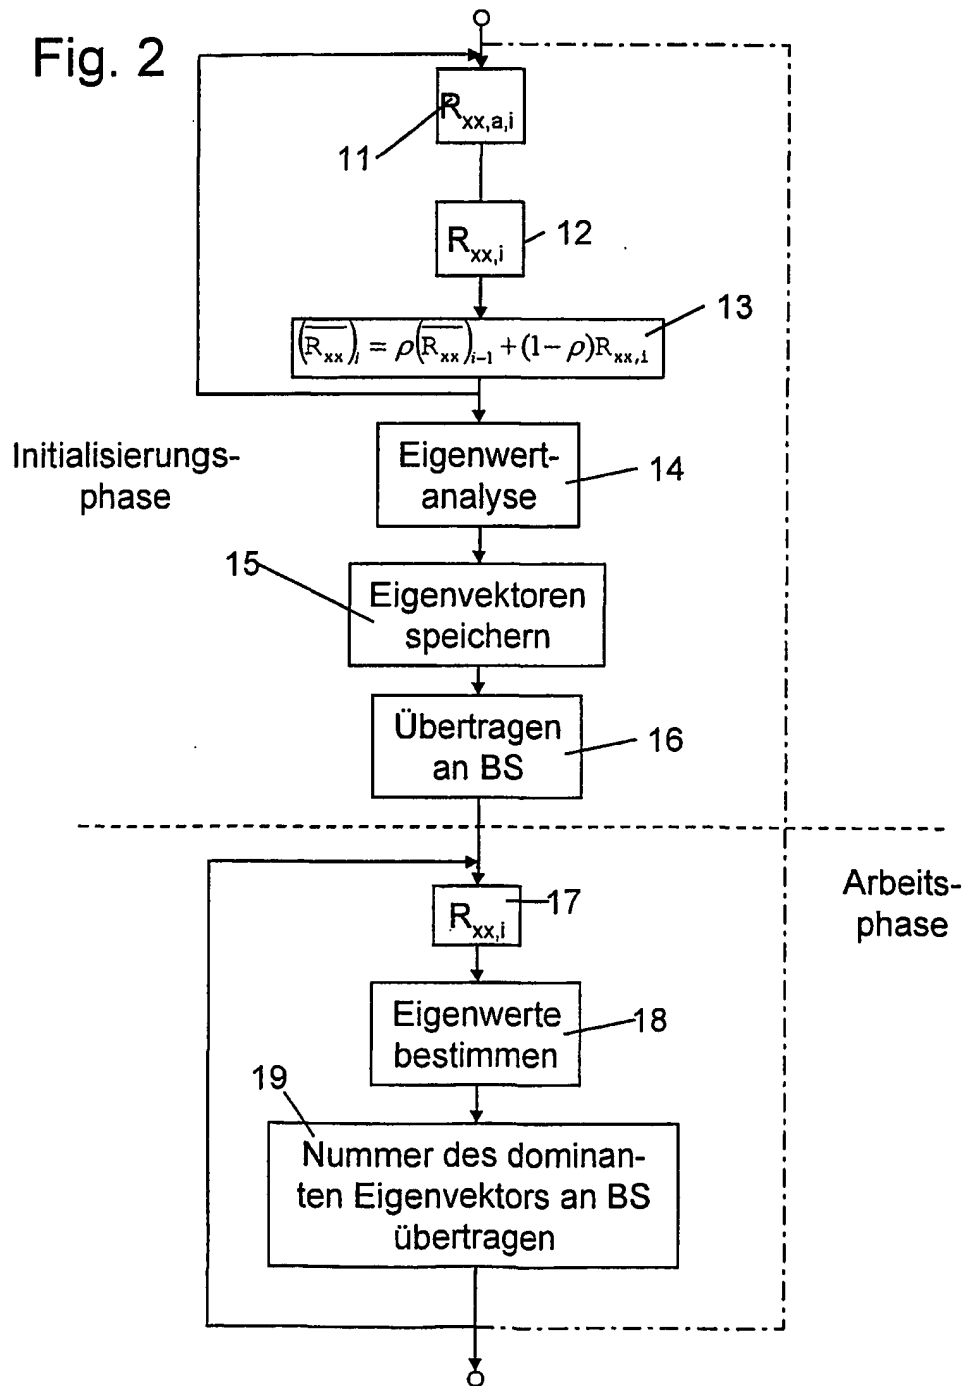 Fig. 2
R_xx,a,i
11
R_xx,i
12
13
(R̅_xx̅)_i = ρ(R̅_xx̅)_i-1 + (1-ρ)R_xx,i
Initialisierungs-
phase
Eigenwert-
analyse
14
15
Eigenvektoren
speichern
Übertragen
an BS
16
Arbeits-
phase
17
R_xx,i
Eigenwerte
bestimmen
18
19
Nummer des dominan-
ten Eigenvektors an BS
übertragen